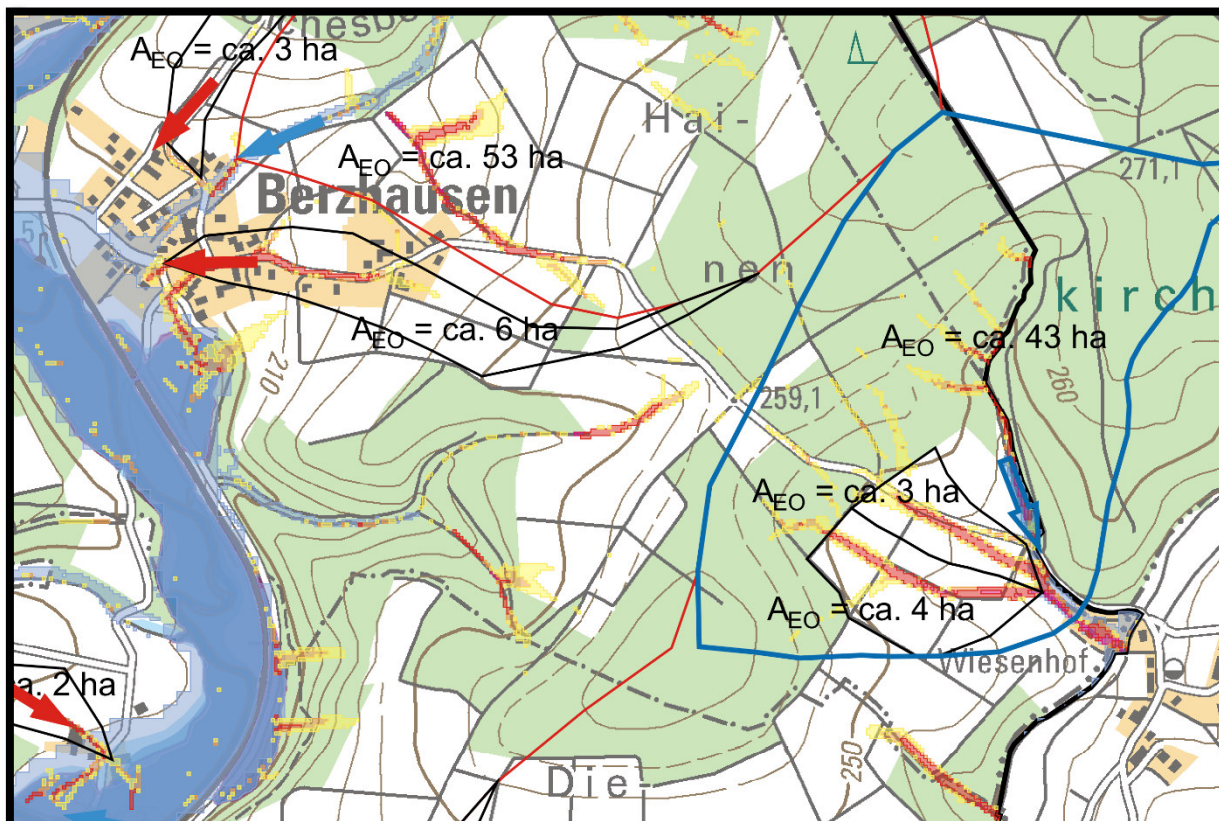 chesb
A_EO = ca. 3 ha
Hai-
A_EO = ca. 53 ha
271,1
Berzhausen
nen
kirch
A_EO = ca. 6 ha
A_EO = ca. 43 ha
210
260
259,1
A_EO = ca. 3 ha
A_EO = ca. 4 ha
Wiesenhof
ca. 2 ha
250
Die-